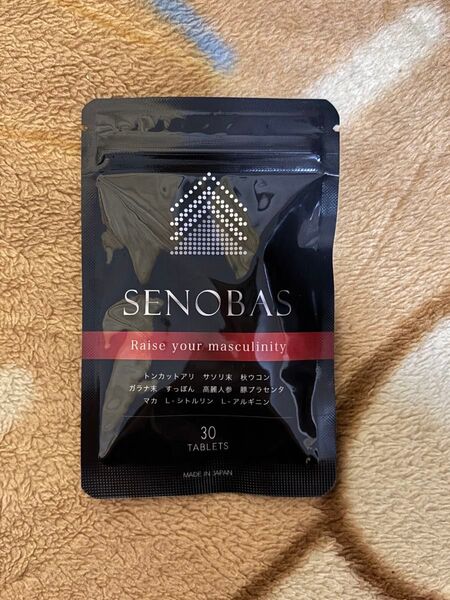 SENOBAS
Raise your masculinity
トンカットアリ サソリ末 秋ウコン
ガラナ末 すっぽん 高麗人参 豚プラセンタ
マカ L-シトルリン L-アルギニン
30
TABLETS
MADE IN JAPAN